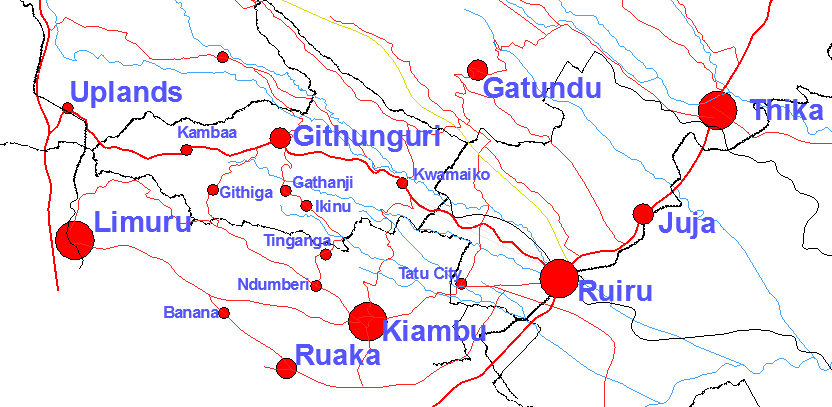 Uplands
Gatundu
Thika
Kambaa
Githunguri
Kwamaiko
Gathanji
Githiga
Ikinu
Limuru
Juja
Tinganga
Tatu City
Ndumberi
Ruiru
Banana
Kiambu
Ruaka